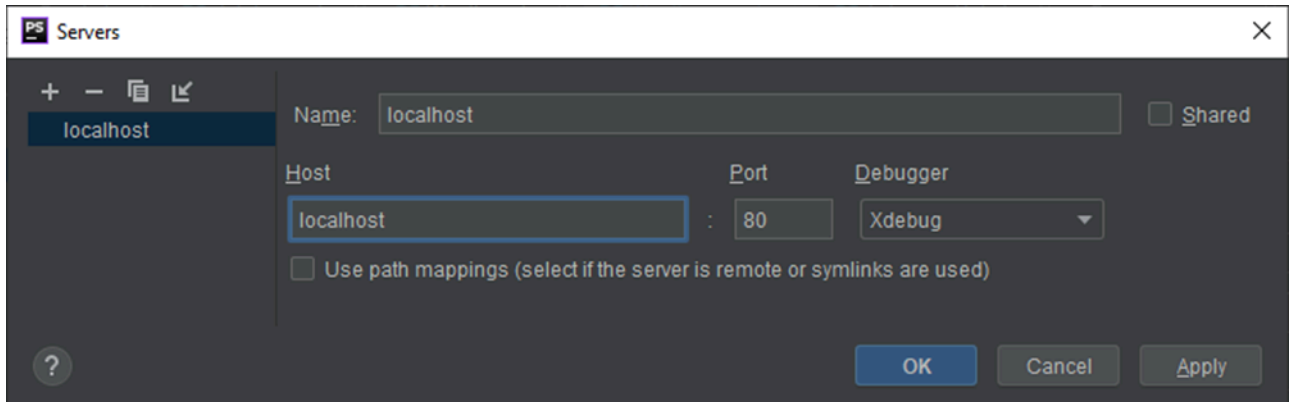 PS Servers
localhost
Name: localhost Shared
Host Port Debugger
localhost : 80 Xdebug
Use path mappings (select if the server is remote or symlinks are used)
? OK Cancel Apply